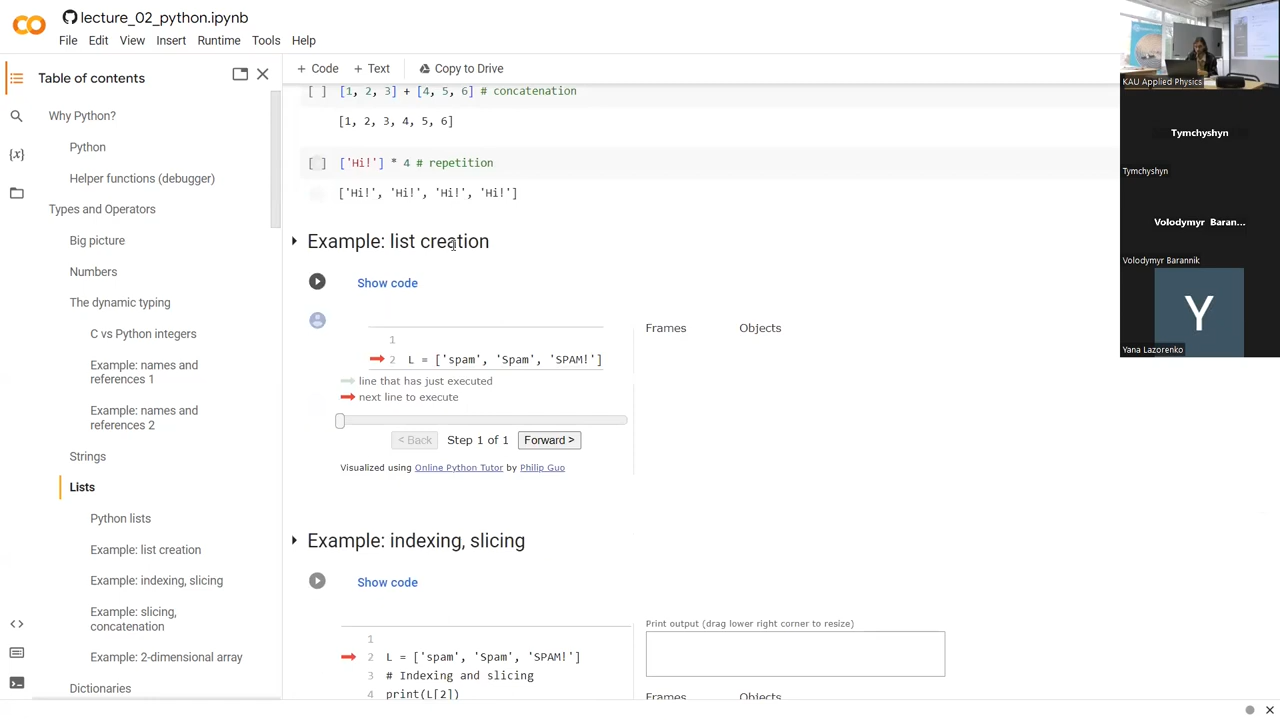 lecture_02_python.ipynb
File Edit View Insert Runtime Tools Help
Table of contents
Why Python?
Python
Helper functions (debugger)
Types and Operators
Big picture
Numbers
The dynamic typing
C vs Python integers
Example: names and
references 1
Example: names and
references 2
Strings
Lists
Python lists
Example: list creation
Example: indexing, slicing
Example: slicing,
concatenation
Example: 2-dimensional array
Dictionaries
+ Code + Text Copy to Drive
[ ] [1, 2, 3] + [4, 5, 6] # concatenation
[1, 2, 3, 4, 5, 6]
[ ] ['Hi!'] * 4 # repetition
['Hi!', 'Hi!', 'Hi!', 'Hi!']
Example: list creation
Show code
1
2 L = ['spam', 'Spam', 'SPAM!']
line that has just executed
next line to execute
< Back Step 1 of 1 Forward >
Visualized using Online Python Tutor by Philip Guo
Frames Objects
Example: indexing, slicing
Show code
1
2 L = ['spam', 'Spam', 'SPAM!']
3 # Indexing and slicing
4 print(L[2])
Print output (drag lower right corner to resize)
Frames Objects
KAU Applied Physics
Tymchyshyn
Tymchyshyn
Volodymyr Baran...
Volodymyr Barannik
Y
Yana Lazorenko